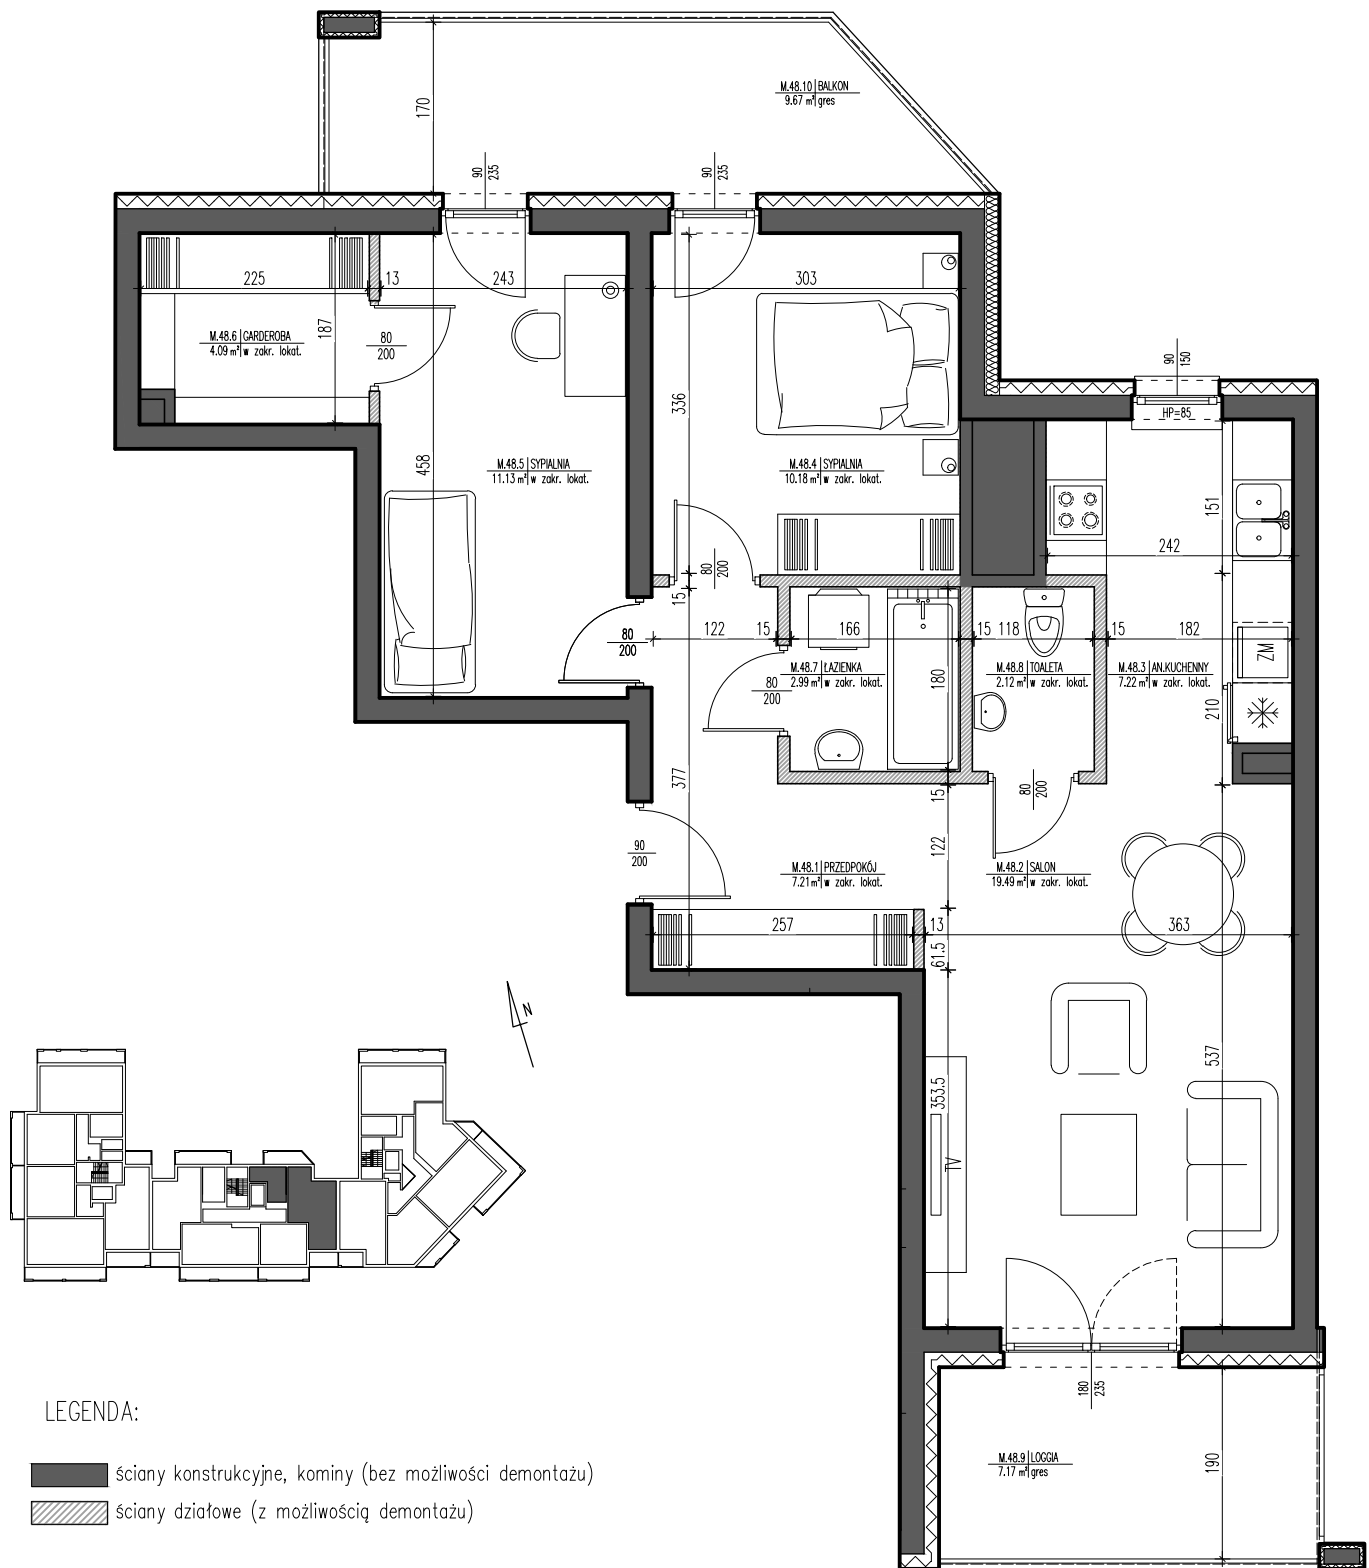 M.48.10 BALKON
9.67 m² gres
170
90
235
90
235
225
13
243
303
187
M.48.6 GARDEROBA
4.09 m² w zakr. lokat.
80
200
90
150
HP=85
336
458
M.48.5 SYPIALNIA
11.13 m² w zakr. lokat.
M.48.4 SYPIALNIA
10.18 m² w zakr. lokat.
151
242
80
200
15
122
15
166
15
118
15
182
80
200
M.48.7 ŁAZIENKA
2.99 m² w zakr. lokat.
80
200
180
M.48.8 TOALETA
2.12 m² w zakr. lokat.
M.48.3 AN.KUCHENNY
7.22 m² w zakr. lokat.
ZM
210
377
15
80
200
122
90
200
M.48.1 PRZEDPOKÓJ
7.21 m² w zakr. lokat.
M.48.2 SALON
19.49 m² w zakr. lokat.
257
13
363
61.5
N
537
353.5
TV
180
235
M.48.9 LOGGIA
7.17 m² gres
190
LEGENDA:
ściany konstrukcyjne, kominy (bez możliwości demontażu)
ściany działowe (z możliwością demontażu)